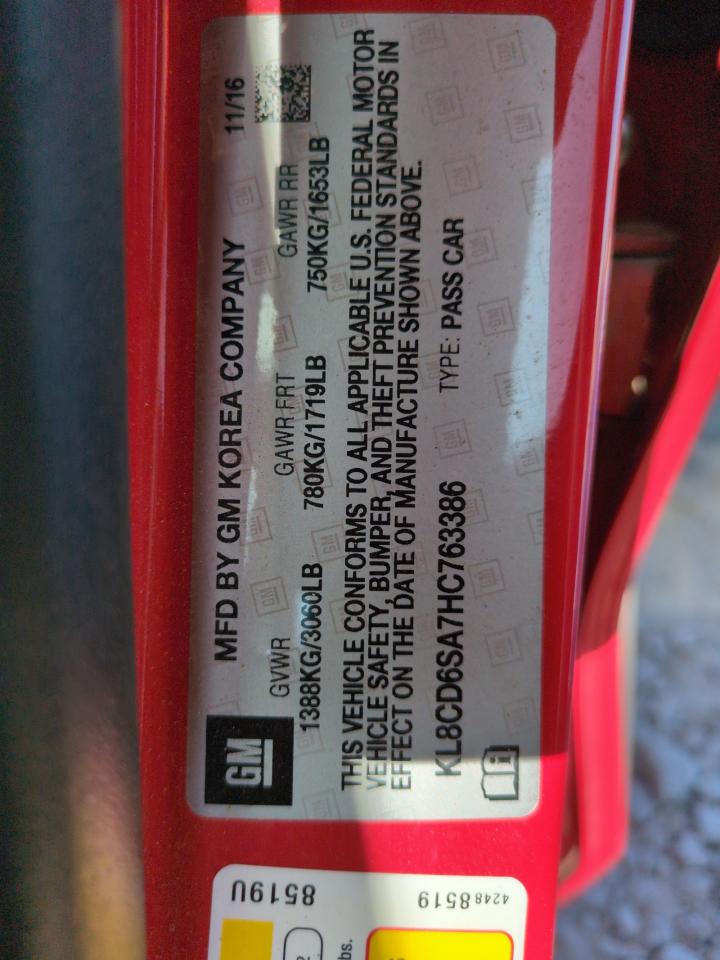 GM
MFD BY GM KOREA COMPANY 11/16
GVWR GAWR FRT GAWR RR
1388KG/3060LB 780KG/1719LB 750KG/1653LB
THIS VEHICLE CONFORMS TO ALL APPLICABLE U.S. FEDERAL MOTOR
VEHICLE SAFETY, BUMPER, AND THEFT PREVENTION STANDARDS IN
EFFECT ON THE DATE OF MANUFACTURE SHOWN ABOVE.
KL8CD6SA7HC763386 TYPE: PASS CAR
8519U
42488519
lbs.